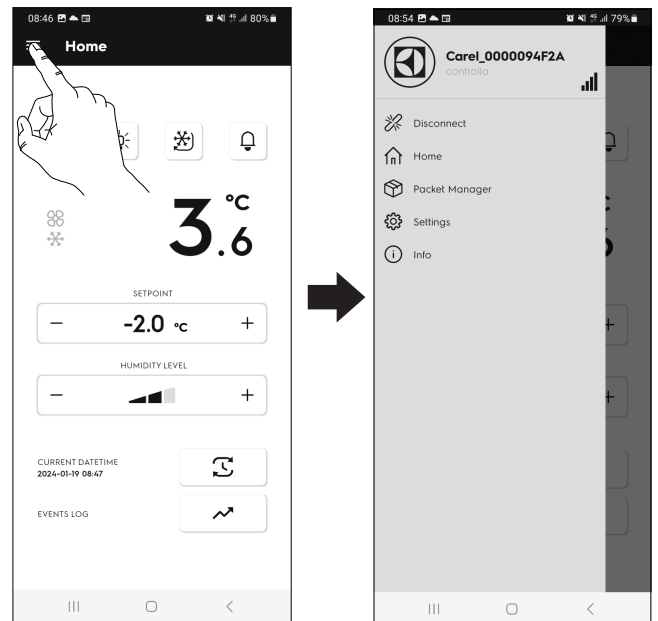 08:46 80%
Home
3.6 °C
SETPOINT
− -2.0 °C +
HUMIDITY LEVEL
− +
CURRENT DATETIME
2024-01-19 08:47
EVENTS LOG
08:54 79%
Carel_0000094F2A
controlla
Disconnect
Home
Packet Manager
Settings
Info